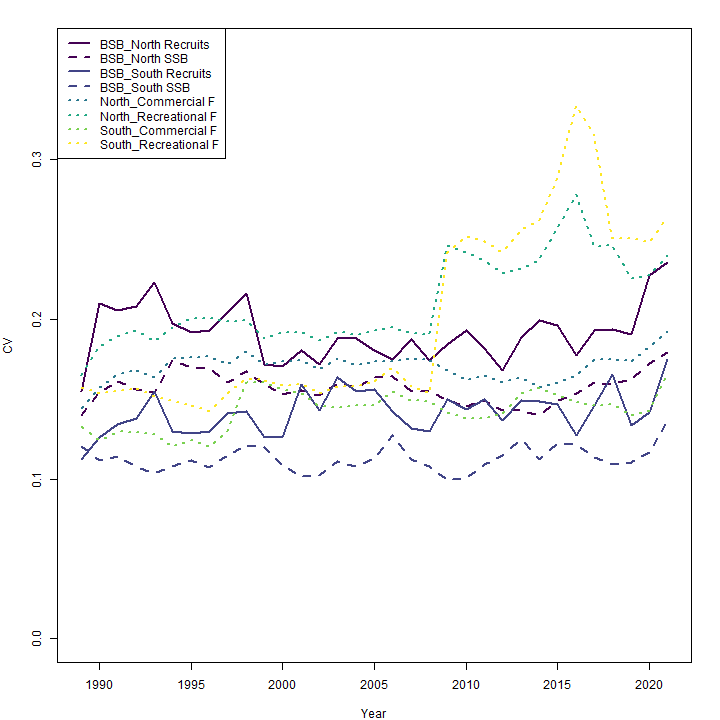 BSB_North Recruits
BSB_North SSB
BSB_South Recruits
BSB_South SSB
North_Commercial F
North_Recreational F
South_Commercial F
South_Recreational F
0.3
0.2
0.1
0.0
CV
1990 1995 2000 2005 2010 2015 2020
Year